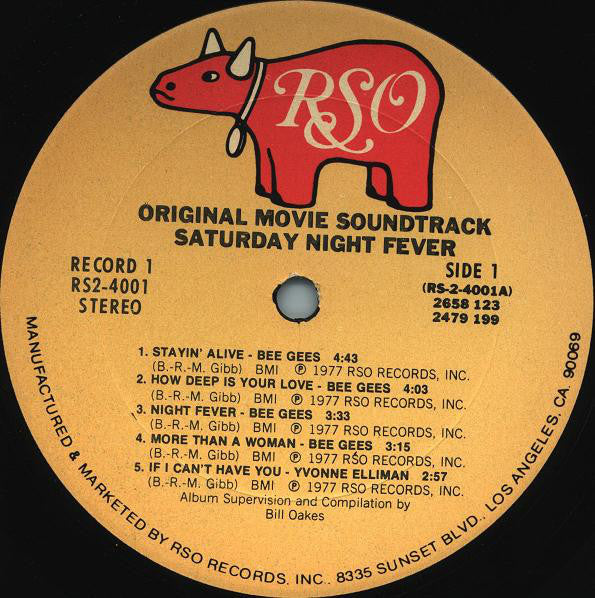 RSO
ORIGINAL MOVIE SOUNDTRACK
SATURDAY NIGHT FEVER
RECORD 1
RS2-4001
STEREO
SIDE 1
(RS-2-4001A)
2658 123
2479 199
1. STAYIN' ALIVE - BEE GEES 4:43
(B.-R.-M. Gibb) BMI ℗ 1977 RSO RECORDS, INC.
2. HOW DEEP IS YOUR LOVE - BEE GEES 4:03
(B.-R.-M. Gibb) BMI ℗ 1977 RSO RECORDS, INC.
3. NIGHT FEVER - BEE GEES 3:33
(B.-R.-M. Gibb) BMI ℗ 1977 RSO RECORDS, INC.
4. MORE THAN A WOMAN - BEE GEES 3:15
(B.-R.-M. Gibb) BMI ℗ 1977 RSO RECORDS, INC.
5. IF I CAN'T HAVE YOU - YVONNE ELLIMAN 2:57
(B.-R.-M. Gibb) BMI ℗ 1977 RSO RECORDS, INC.
Album Supervision and Compilation by
Bill Oakes
MANUFACTURED & MARKETED BY RSO RECORDS, INC., 8335 SUNSET BLVD., LOS ANGELES, CA. 90069